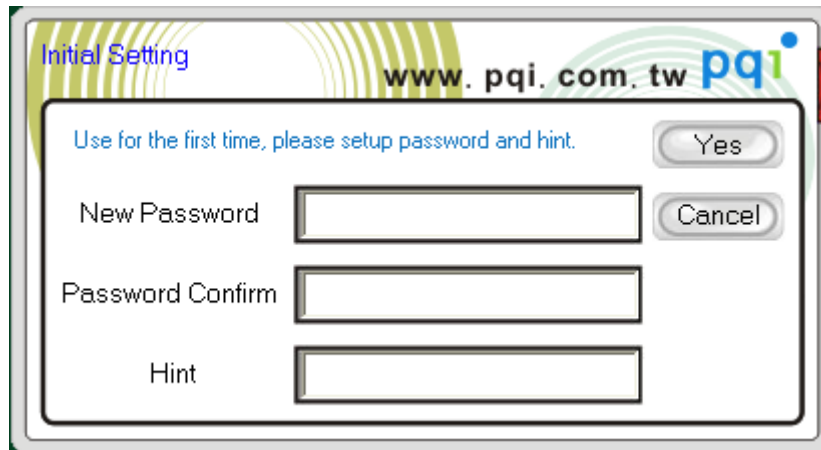 Initial Setting
www. pqi. com. tw pqi
Use for the first time, please setup password and hint.
Yes
New Password
Cancel
Password Confirm
Hint